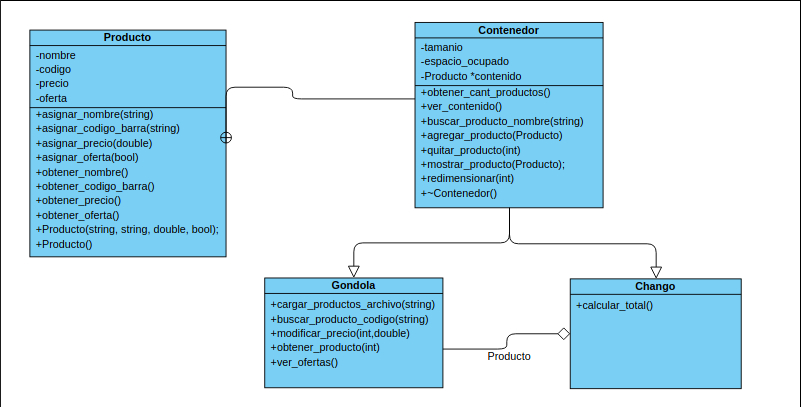 Producto
-nombre
-codigo
-precio
-oferta
+asignar_nombre(string)
+asignar_codigo_barra(string)
+asignar_precio(double)
+asignar_oferta(bool)
+obtener_nombre()
+obtener_codigo_barra()
+obtener_precio()
+obtener_oferta()
+Producto(string, string, double, bool);
+Producto()
Contenedor
-tamanio
-espacio_ocupado
-Producto *contenido
+obtener_cant_productos()
+ver_contenido()
+buscar_producto_nombre(string)
+agregar_producto(Producto)
+quitar_producto(int)
+mostrar_producto(Producto);
+redimensionar(int)
+~Contenedor()
Gondola
+cargar_productos_archivo(string)
+buscar_producto_codigo(string)
+modificar_precio(int,double)
+obtener_producto(int)
+ver_ofertas()
Producto
Chango
+calcular_total()